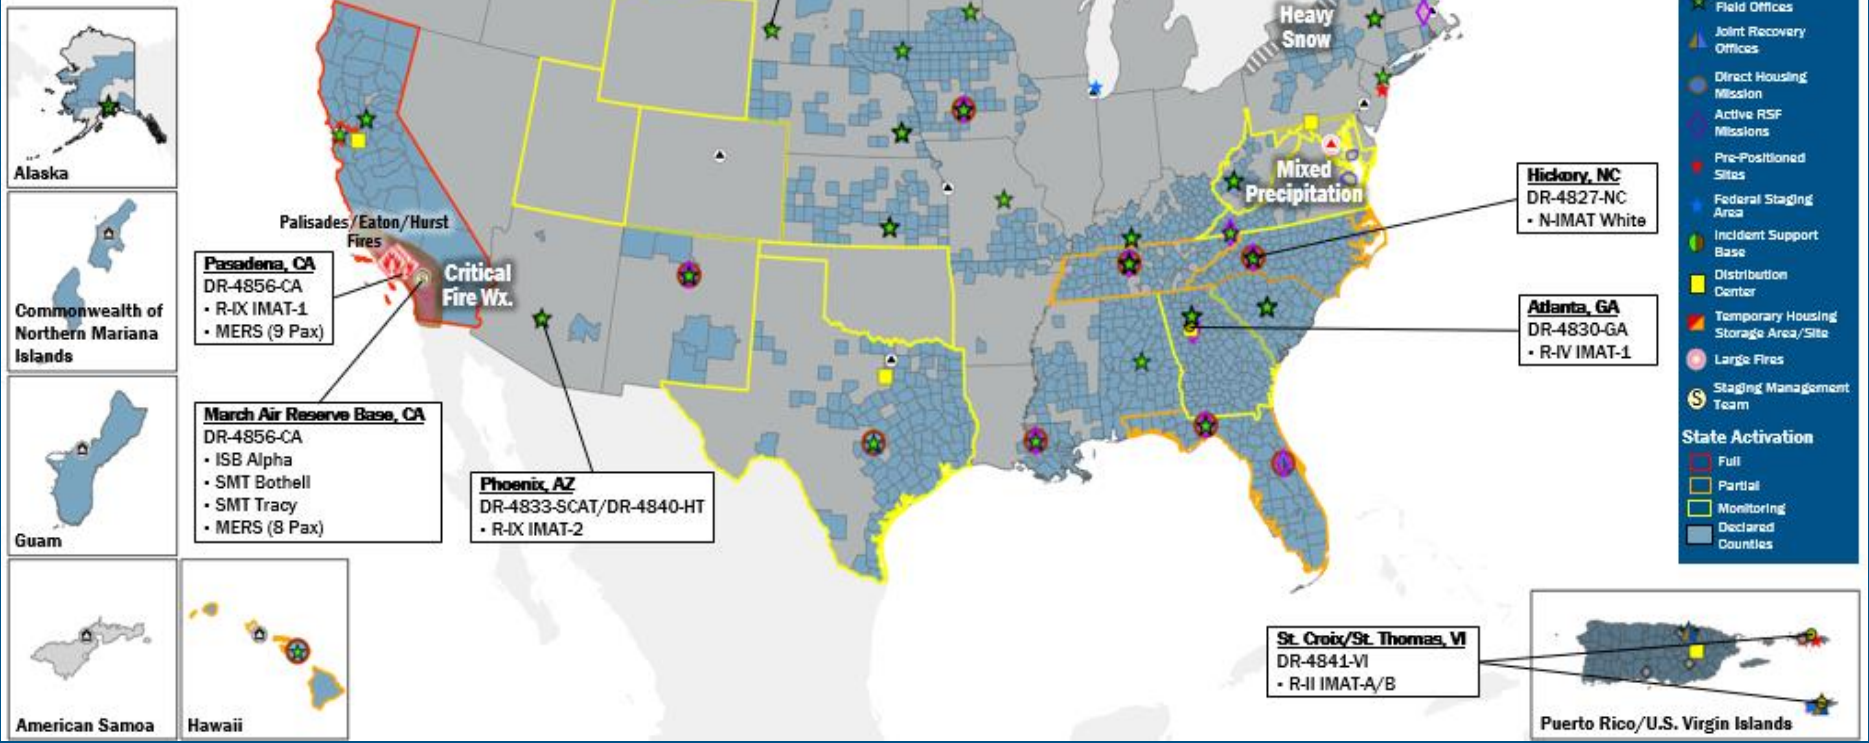 Alaska
Commonwealth of
Northern Mariana
Islands
Guam
American Samoa
Hawaii
Palisades/Eaton/Hurst
Fires
Pasadena, CA
DR-4856-CA
• R-IX IMAT-1
• MERS (9 Pax)
Critical
Fire Wx.
March Air Reserve Base, CA
DR-4856-CA
• ISB Alpha
• SMT Bothell
• SMT Tracy
• MERS (8 Pax)
Phoenix, AZ
DR-4833-SCAT/DR-4840-HT
• R-IX IMAT-2
Heavy
Snow
Mixed
Precipitation
Hickory, NC
DR-4827-NC
• N-IMAT White
Atlanta, GA
DR-4830-GA
• R-IV IMAT-1
St. Croix/St. Thomas, VI
DR-4841-VI
• R-II IMAT-A/B
Puerto Rico/U.S. Virgin Islands
Field Offices
Joint Recovery
Offices
Direct Housing
Mission
Active RSF
Missions
Pre-Positioned
Sites
Federal Staging
Area
Incident Support
Base
Distribution
Center
Temporary Housing
Storage Area/Site
Large Fires
S
Staging Management
Team
State Activation
Full
Partial
Monitoring
Declared
Counties